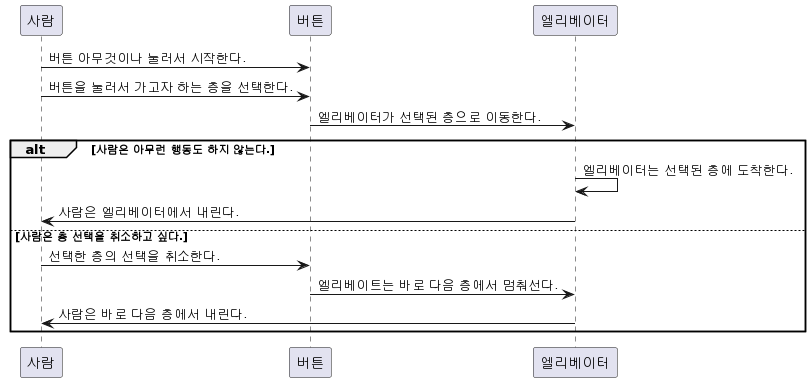 사람 버튼 엘리베이터
버튼 아무것이나 눌러서 시작한다.
버튼을 눌러서 가고자 하는 층을 선택한다.
엘리베이터가 선택된 층으로 이동한다.
alt [사람은 아무런 행동도 하지 않는다.]
엘리베이터는 선택된 층에 도착한다.
사람은 엘리베이터에서 내린다.
[사람은 층 선택을 취소하고 싶다.]
선택한 층의 선택을 취소한다.
엘리베이트는 바로 다음 층에서 멈춰선다.
사람은 바로 다음 층에서 내린다.
사람 버튼 엘리베이터